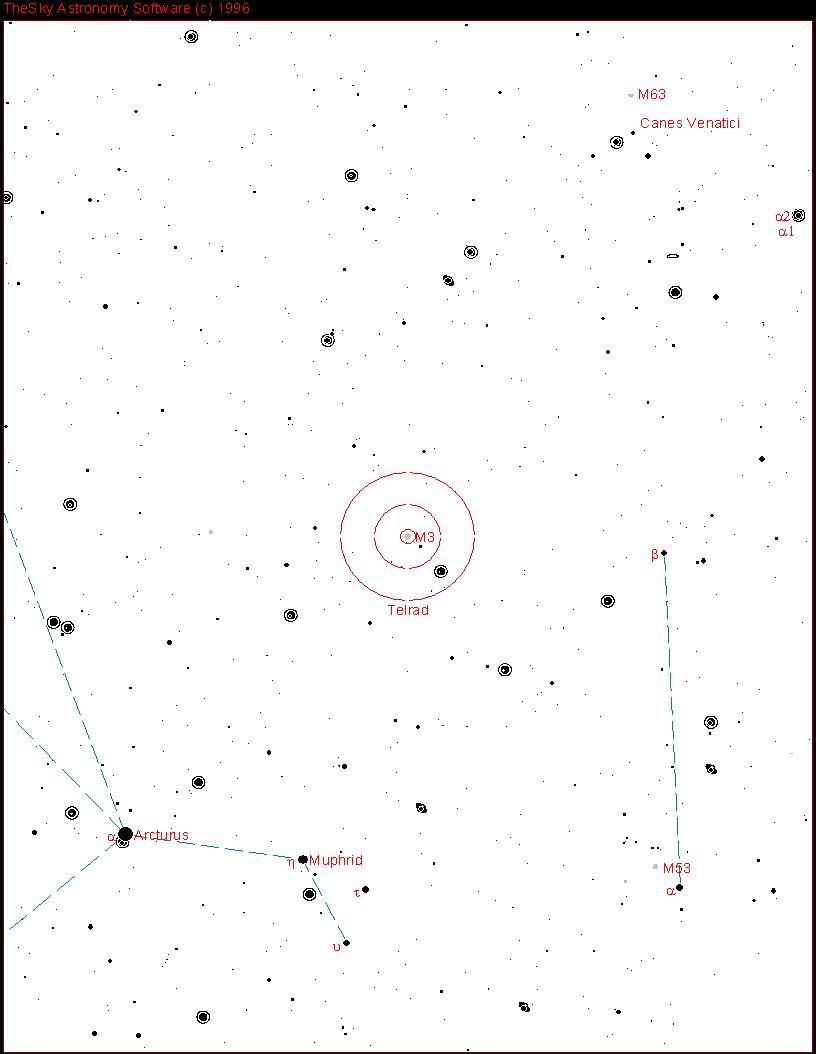 TheSky Astronomy Software (c) 1996
M63
Canes Venatici
α2
α1
M3
β
Telrad
α Arcturus
η Muphrid
M53
τ
α
υ